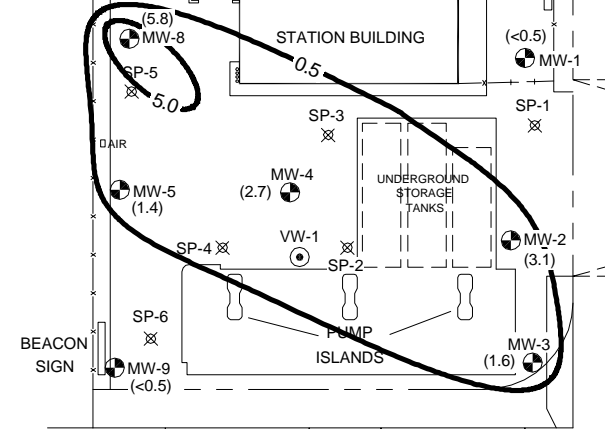 (5.8)
MW-8
STATION BUILDING
(<0.5)
MW-1
0.5
SP-5
5.0
SP-3
SP-1
AIR
MW-4
(2.7)
UNDERGROUND
STORAGE
TANKS
MW-5
(1.4)
SP-4
VW-1
SP-2
MW-2
(3.1)
SP-6
BEACON
SIGN
PUMP
ISLANDS
MW-3
(1.6)
MW-9
(<0.5)